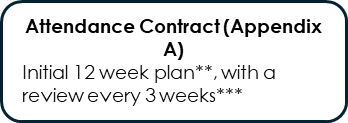 Attendance Contract (Appendix
A)
Initial 12 week plan**, with a
review every 3 weeks***